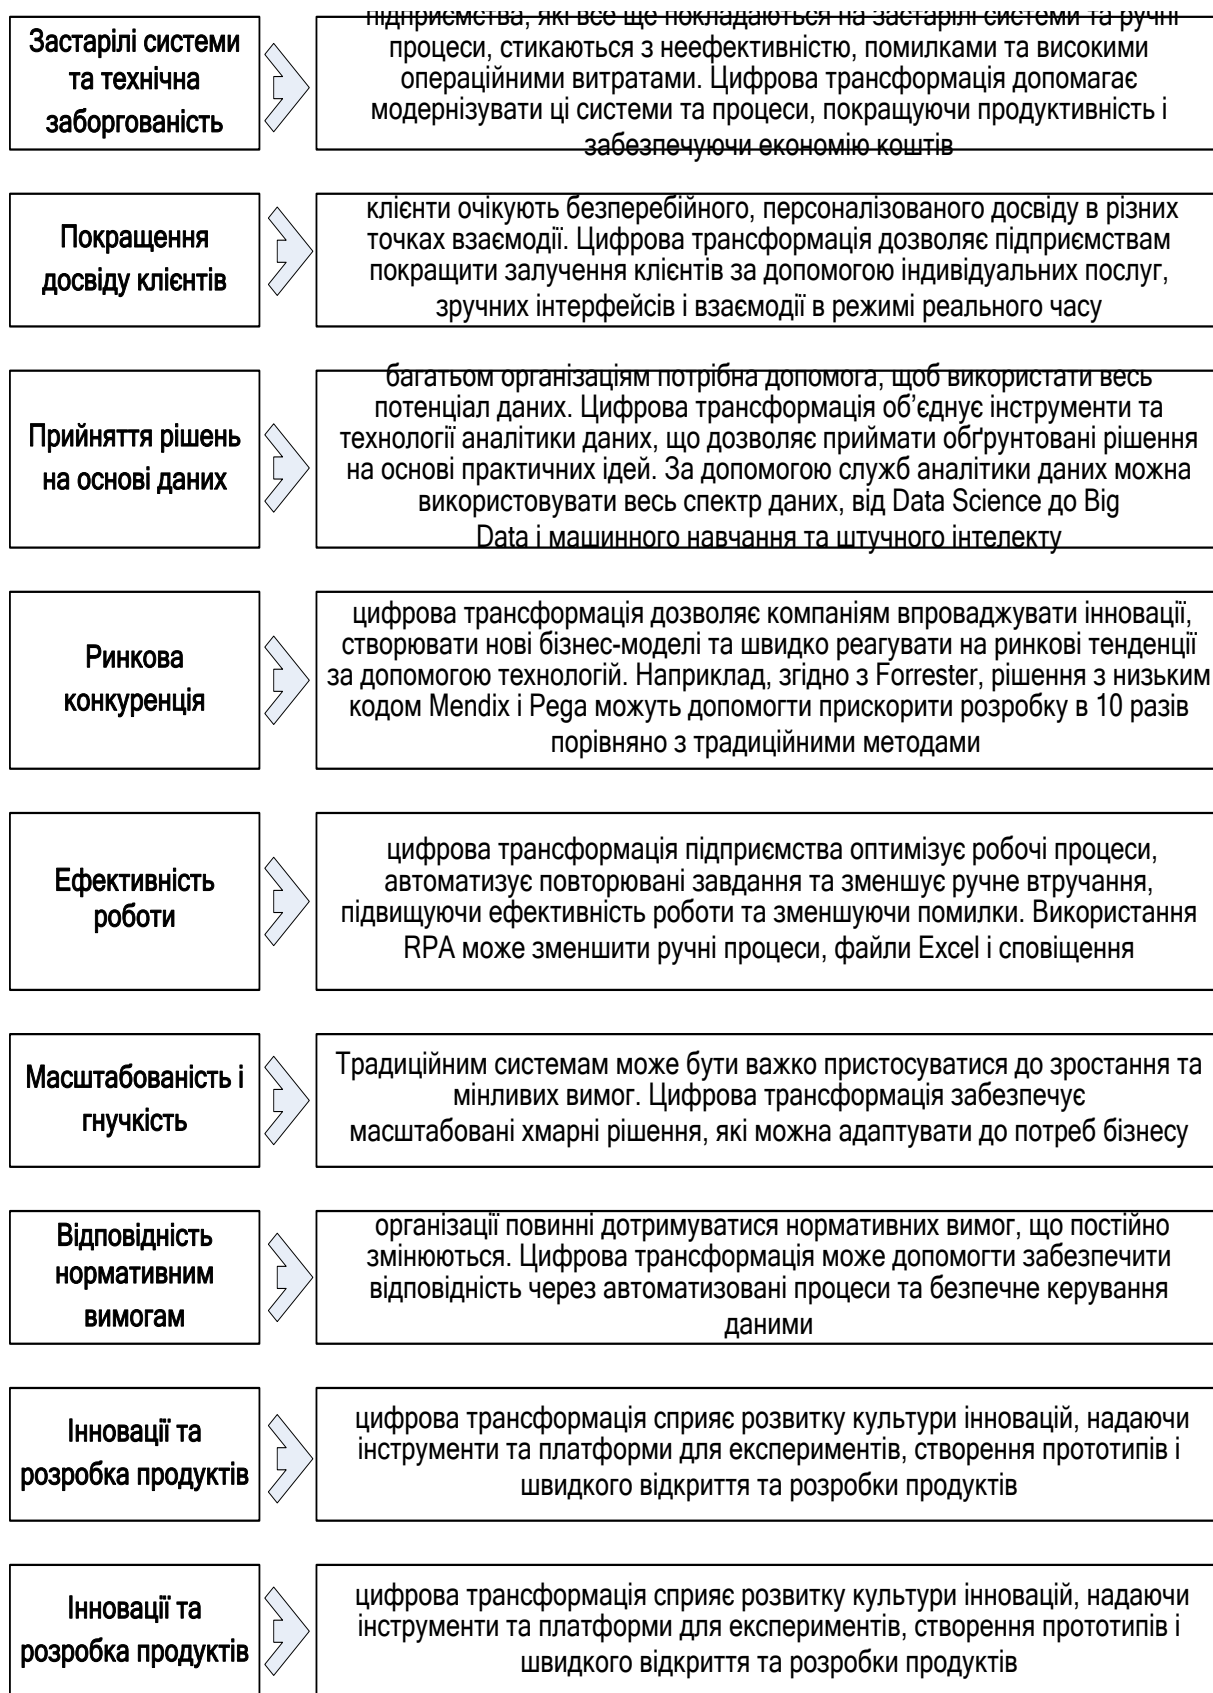 Застарілі системи
та технічна
заборгованість
підприємства, які все ще покладаються на застарілі системи та ручні
процеси, стикаються з неефективністю, помилками та високими
операційними витратами. Цифрова трансформація допомагає
модернізувати ці системи та процеси, покращуючи продуктивність і
забезпечуючи економію коштів
Покращення
досвіду клієнтів
клієнти очікують безперебійного, персоналізованого досвіду в різних
точках взаємодії. Цифрова трансформація дозволяє підприємствам
покращити залучення клієнтів за допомогою індивідуальних послуг,
зручних інтерфейсів і взаємодії в режимі реального часу
Прийняття рішень
на основі даних
багатьом організаціям потрібна допомога, щоб використати весь
потенціал даних. Цифрова трансформація об’єднує інструменти та
технології аналітики даних, що дозволяє приймати обґрунтовані рішення
на основі практичних ідей. За допомогою служб аналітики даних можна
використовувати весь спектр даних, від Data Science до Big
Data і машинного навчання та штучного інтелекту
Ринкова
конкуренція
цифрова трансформація дозволяє компаніям впроваджувати інновації,
створювати нові бізнес-моделі та швидко реагувати на ринкові тенденції
за допомогою технологій. Наприклад, згідно з Forrester, рішення з низьким
кодом Mendix і Pega можуть допомогти прискорити розробку в 10 разів
порівняно з традиційними методами
Ефективність
роботи
цифрова трансформація підприємства оптимізує робочі процеси,
автоматизує повторювані завдання та зменшує ручне втручання,
підвищуючи ефективність роботи та зменшуючи помилки. Використання
RPA може зменшити ручні процеси, файли Excel і сповіщення
Масштабованість і
гнучкість
Традиційним системам може бути важко пристосуватися до зростання та
мінливих вимог. Цифрова трансформація забезпечує
масштабовані хмарні рішення, які можна адаптувати до потреб бізнесу
Відповідність
нормативним
вимогам
організації повинні дотримуватися нормативних вимог, що постійно
змінюються. Цифрова трансформація може допомогти забезпечити
відповідність через автоматизовані процеси та безпечне керування
даними
Інновації та
розробка продуктів
цифрова трансформація сприяє розвитку культури інновацій, надаючи
інструменти та платформи для експериментів, створення прототипів і
швидкого відкриття та розробки продуктів
Інновації та
розробка продуктів
цифрова трансформація сприяє розвитку культури інновацій, надаючи
інструменти та платформи для експериментів, створення прототипів і
швидкого відкриття та розробки продуктів